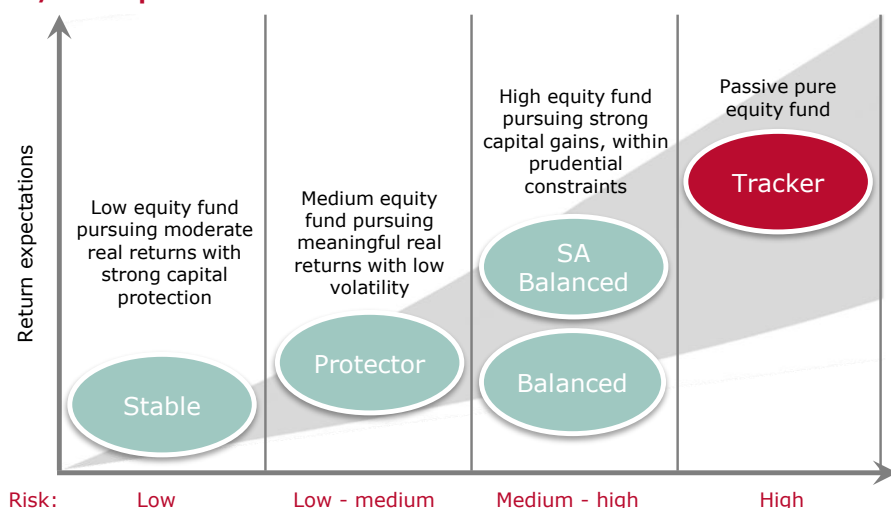 Return expectations
Low equity fund
pursuing moderate
real returns with
strong capital
protection
Stable
Medium equity
fund pursuing
meaningful real
returns with low
volatility
Protector
High equity fund
pursuing strong
capital gains, within
prudential
constraints
SA
Balanced
Balanced
Passive pure
equity fund
Tracker
Risk:
Low
Low - medium
Medium - high
High